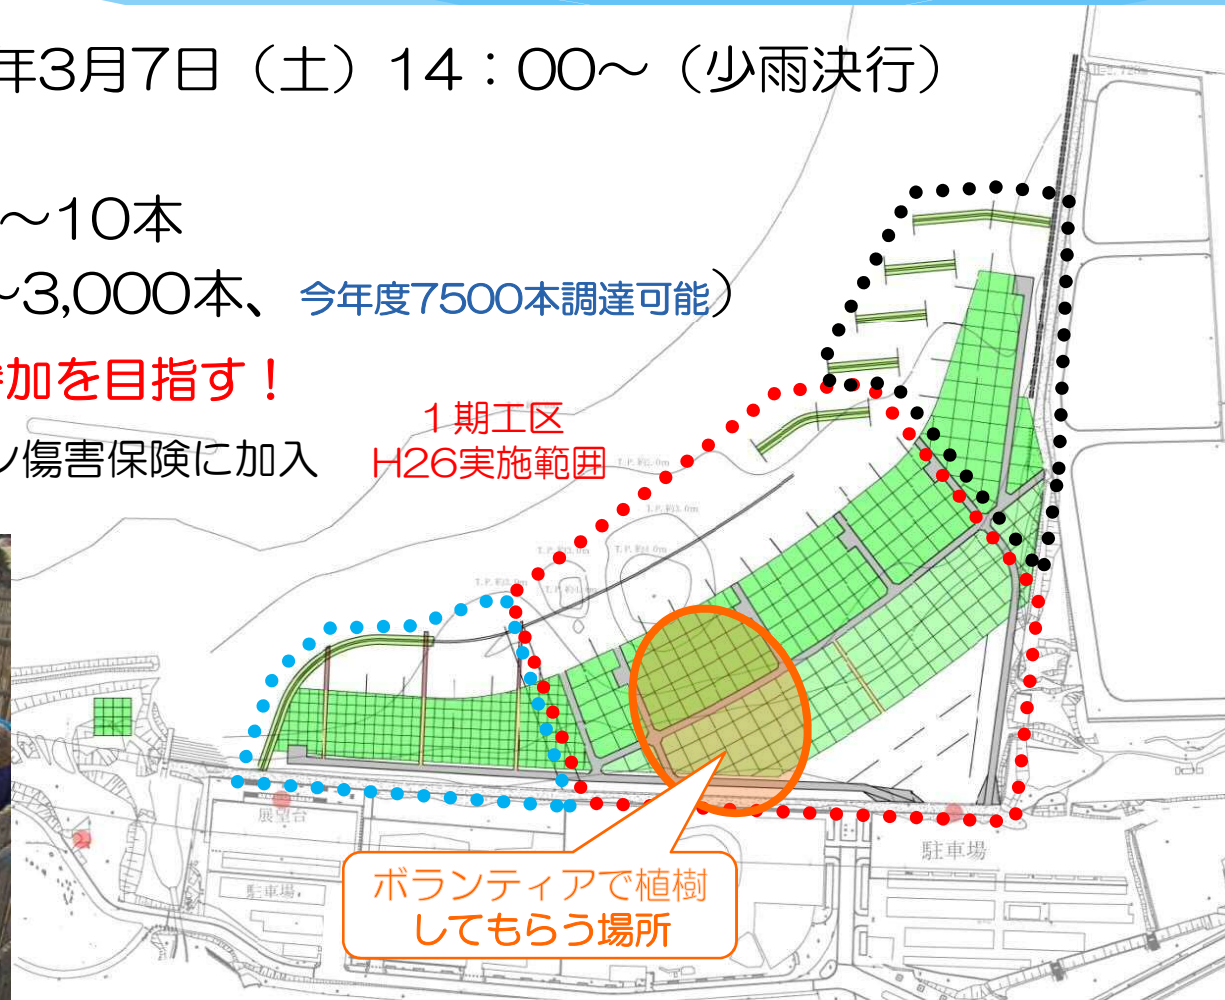 年3月7日（土）14：00～（少雨決行）
～10本
～3,000本、今年度7500本調達可能）
参加を目指す！
ン傷害保険に加入
1期工区
H26実施範囲
T.P.約3.0m
展望台
駐車場
駐車場
ボランティアで植樹
してもらう場所